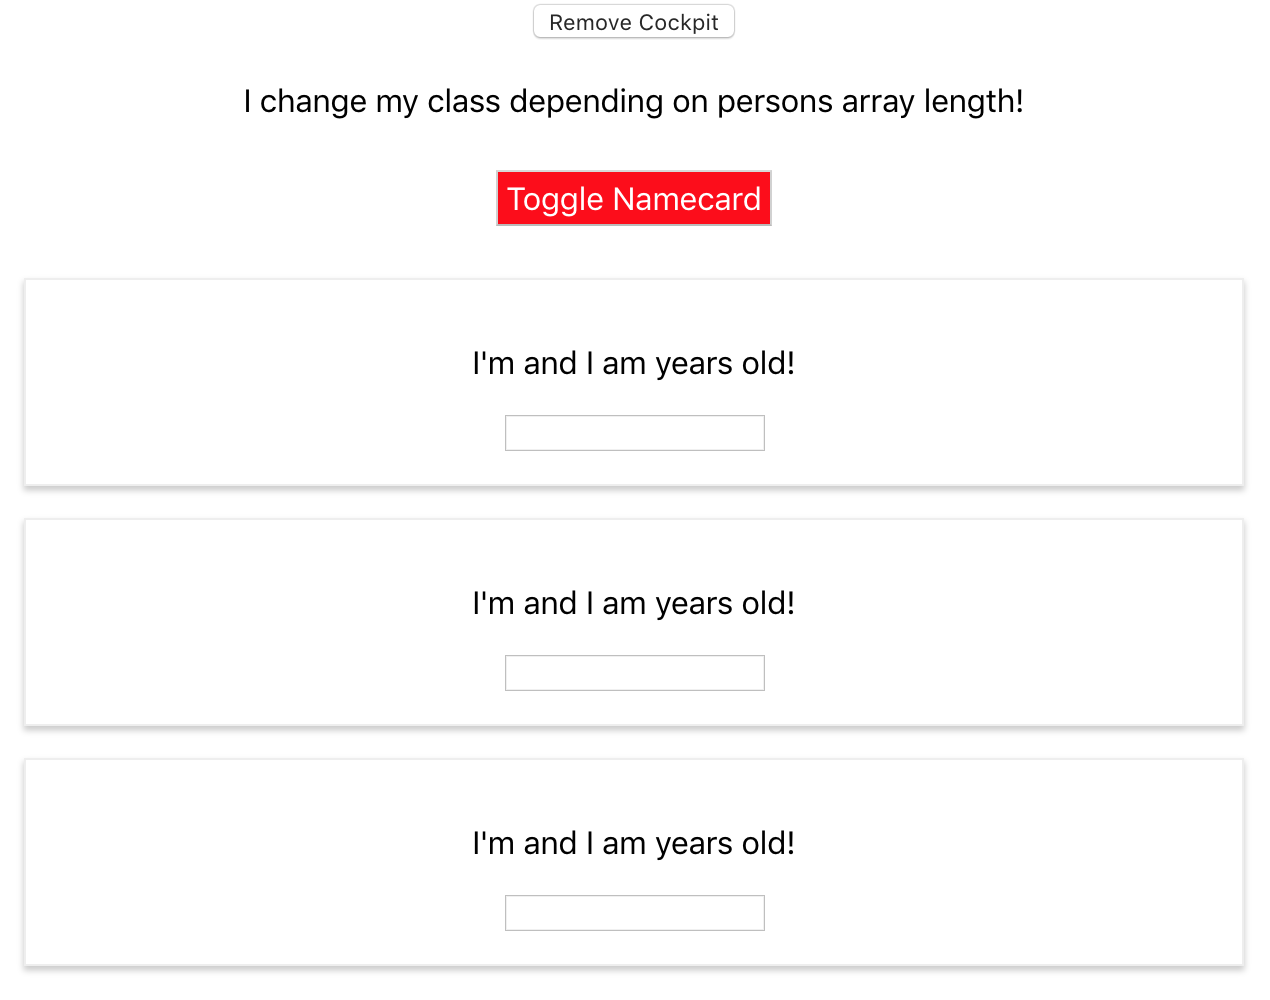 Remove Cockpit
I change my class depending on persons array length!
Toggle Namecard
I'm and I am years old!
I'm and I am years old!
I'm and I am years old!